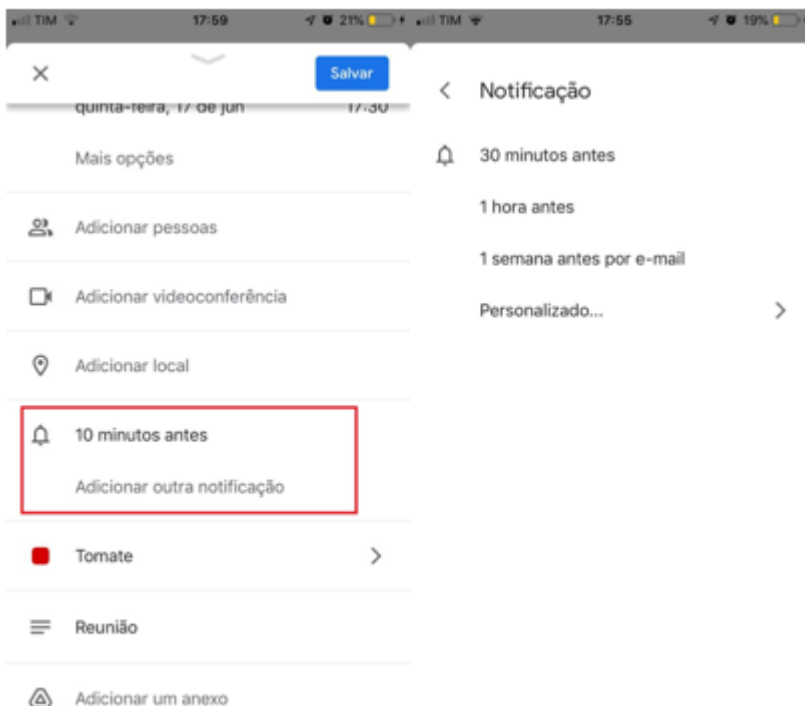 TIM 17:59 21%
Salvar
quinta-feira, 17 de jun 17:30
Mais opções
Adicionar pessoas
Adicionar videoconferência
Adicionar local
10 minutos antes
Adicionar outra notificação
Tomate
Reunião
Adicionar um anexo
TIM 17:55 19%
Notificação
30 minutos antes
1 hora antes
1 semana antes por e-mail
Personalizado...